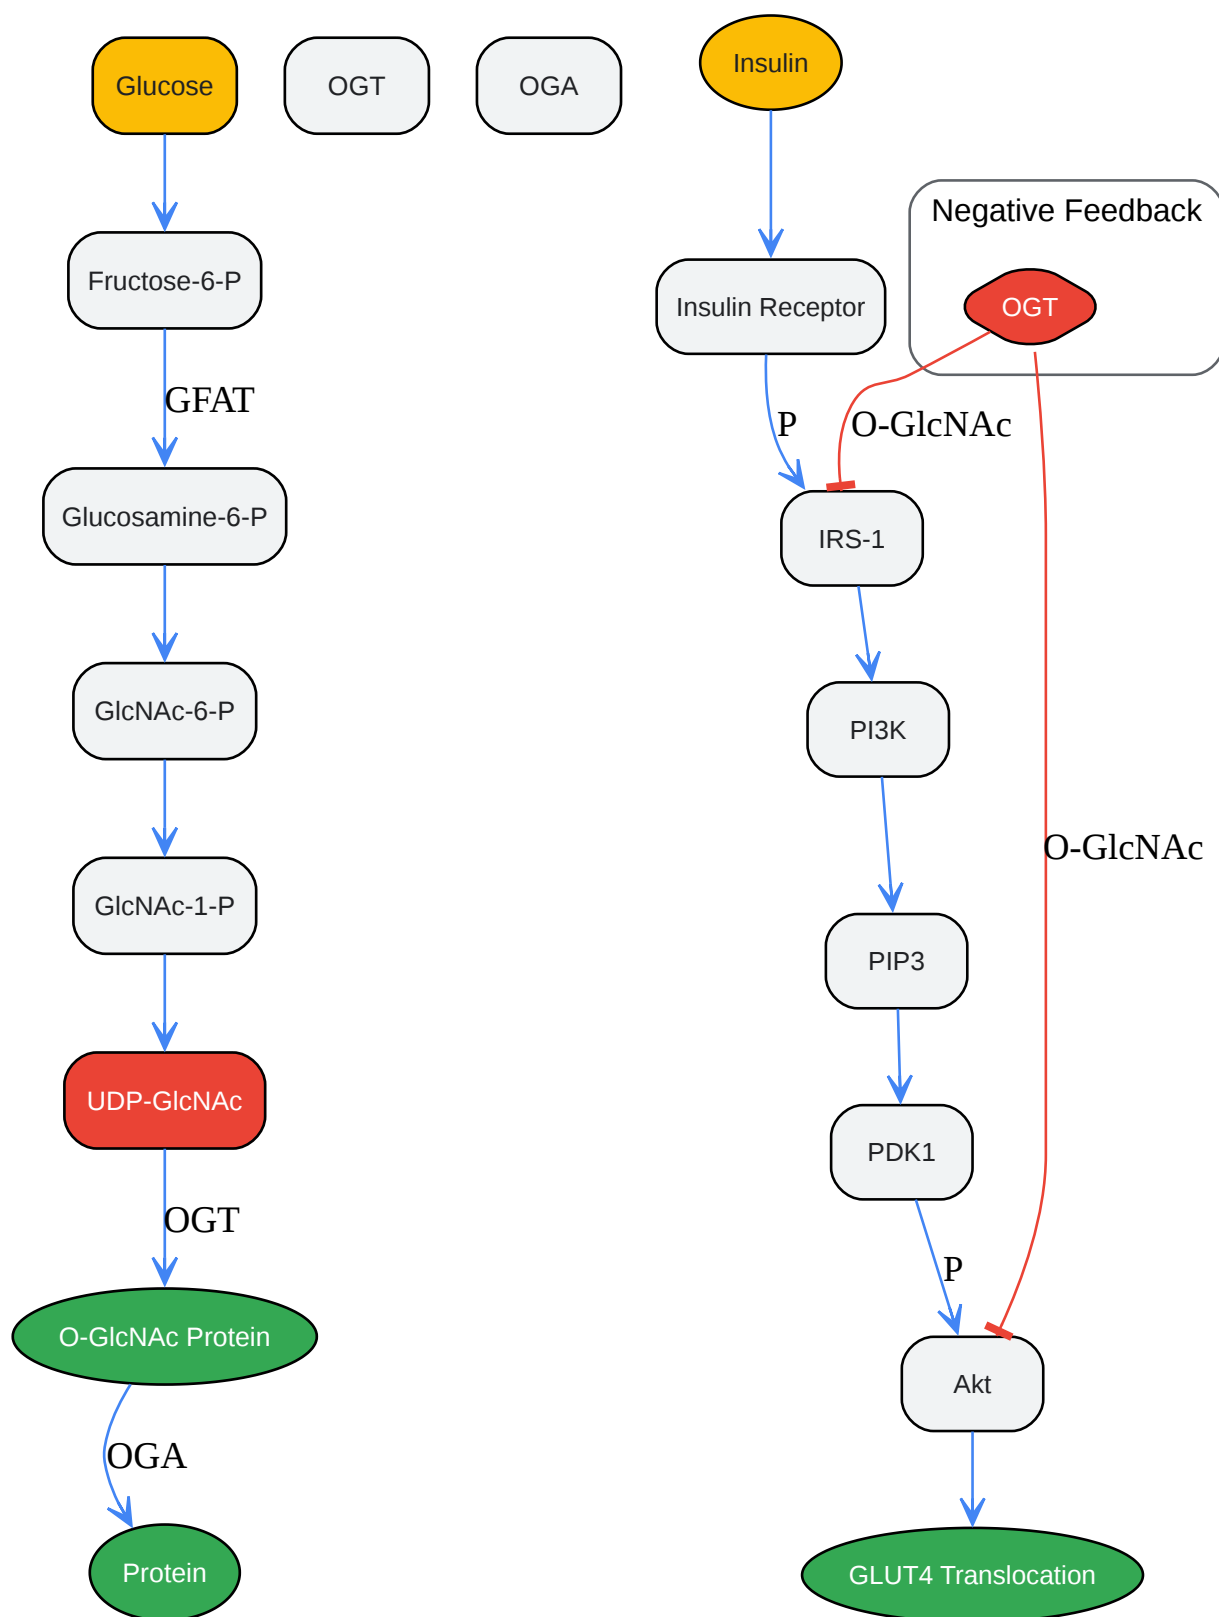 Glucose
OGT
OGA
Fructose-6-P
GFAT
Glucosamine-6-P
GlcNAc-6-P
GlcNAc-1-P
UDP-GlcNAc
OGT
O-GlcNAc Protein
OGA
Protein
Insulin
Negative Feedback
OGT
Insulin Receptor
P
O-GlcNAc
IRS-1
PI3K
O-GlcNAc
PIP3
PDK1
P
Akt
GLUT4 Translocation